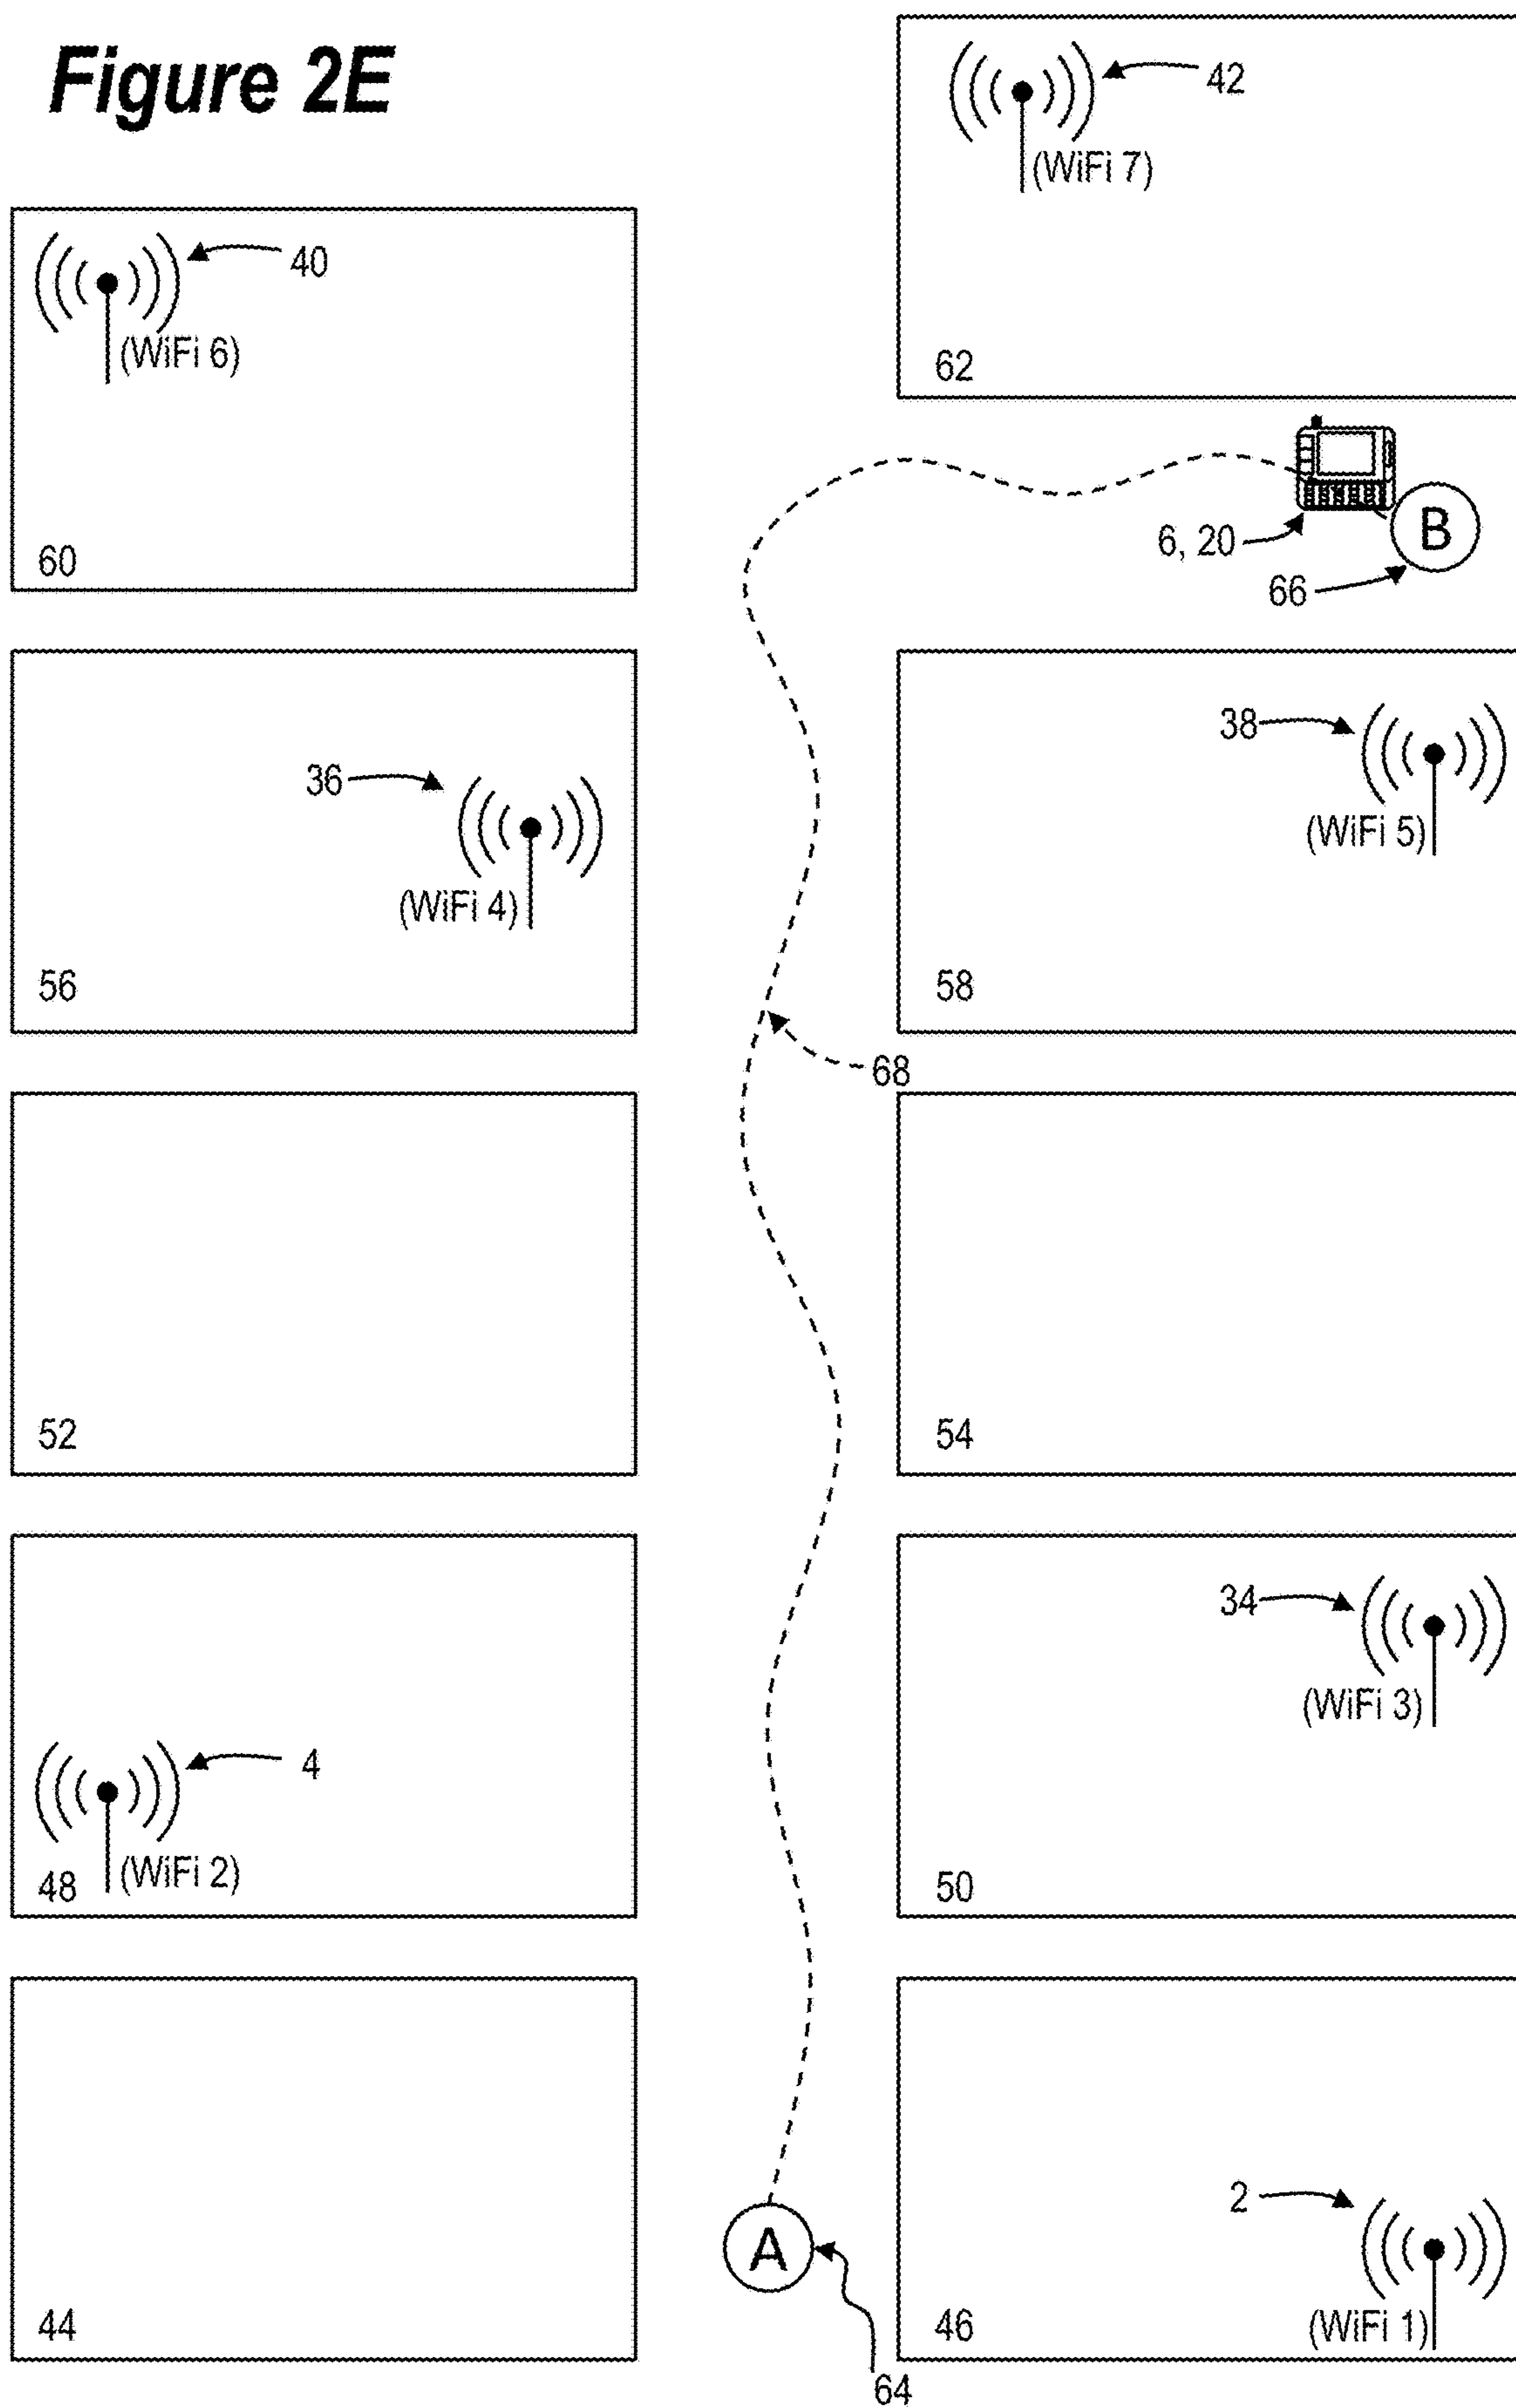 Figure 2E
42
(WiFi 7)
40
(WiFi 6)
62
60
6, 20
B
66
38
36
(WiFi 5)
(WiFi 4)
56
58
68
52
54
34
(WiFi 3)
4
(WiFi 2)
48
50
2
A
44
46
(WiFi 1)
64